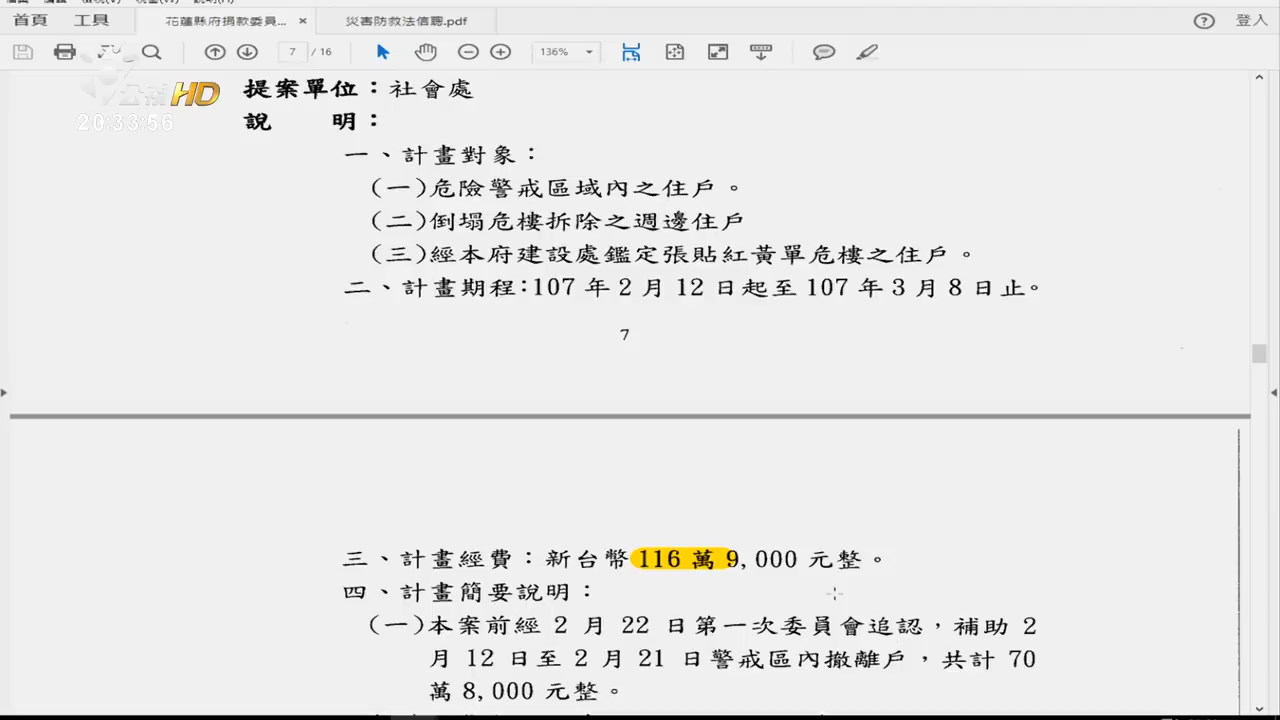 首頁 工具 花蓮縣府捐款委員... × 災害防救法信聰.pdf 登入
7 / 16 136%
公視HD
20:33:56
提案單位：社會處
說 明：
一、計畫對象：
(一)危險警戒區域內之住戶。
(二)倒塌危樓拆除之週邊住戶
(三)經本府建設處鑑定張貼紅黃單危樓之住戶。
二、計畫期程:107 年 2 月 12 日起至 107 年 3 月 8 日止。
7
三、計畫經費：新台幣 116 萬 9,000 元整。
四、計畫簡要說明：
(一)本案前經 2 月 22 日第一次委員會追認，補助 2
月 12 日至 2 月 21 日警戒區內撤離戶，共計 70
萬 8,000 元整。